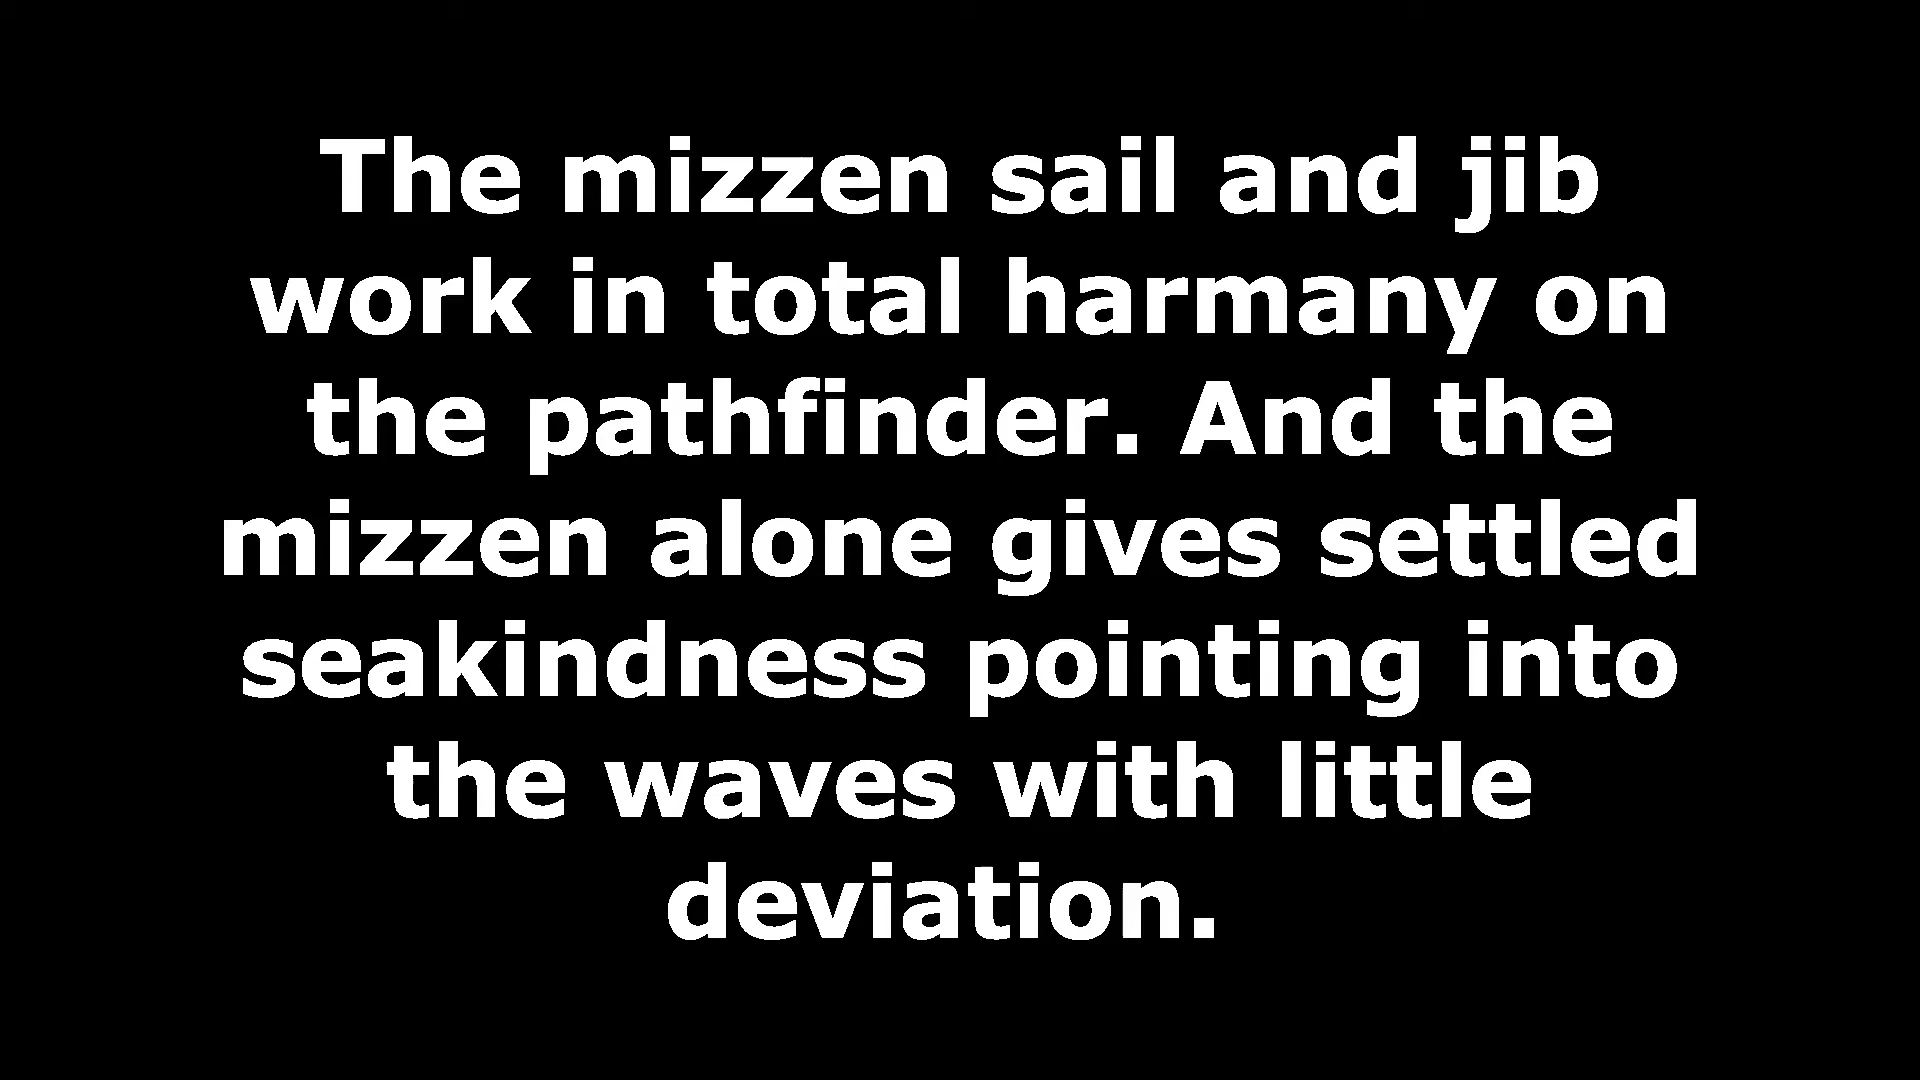 The mizzen sail and jib
work in total harmany on
the pathfinder. And the
mizzen alone gives settled
seakindness pointing into
the waves with little
deviation.